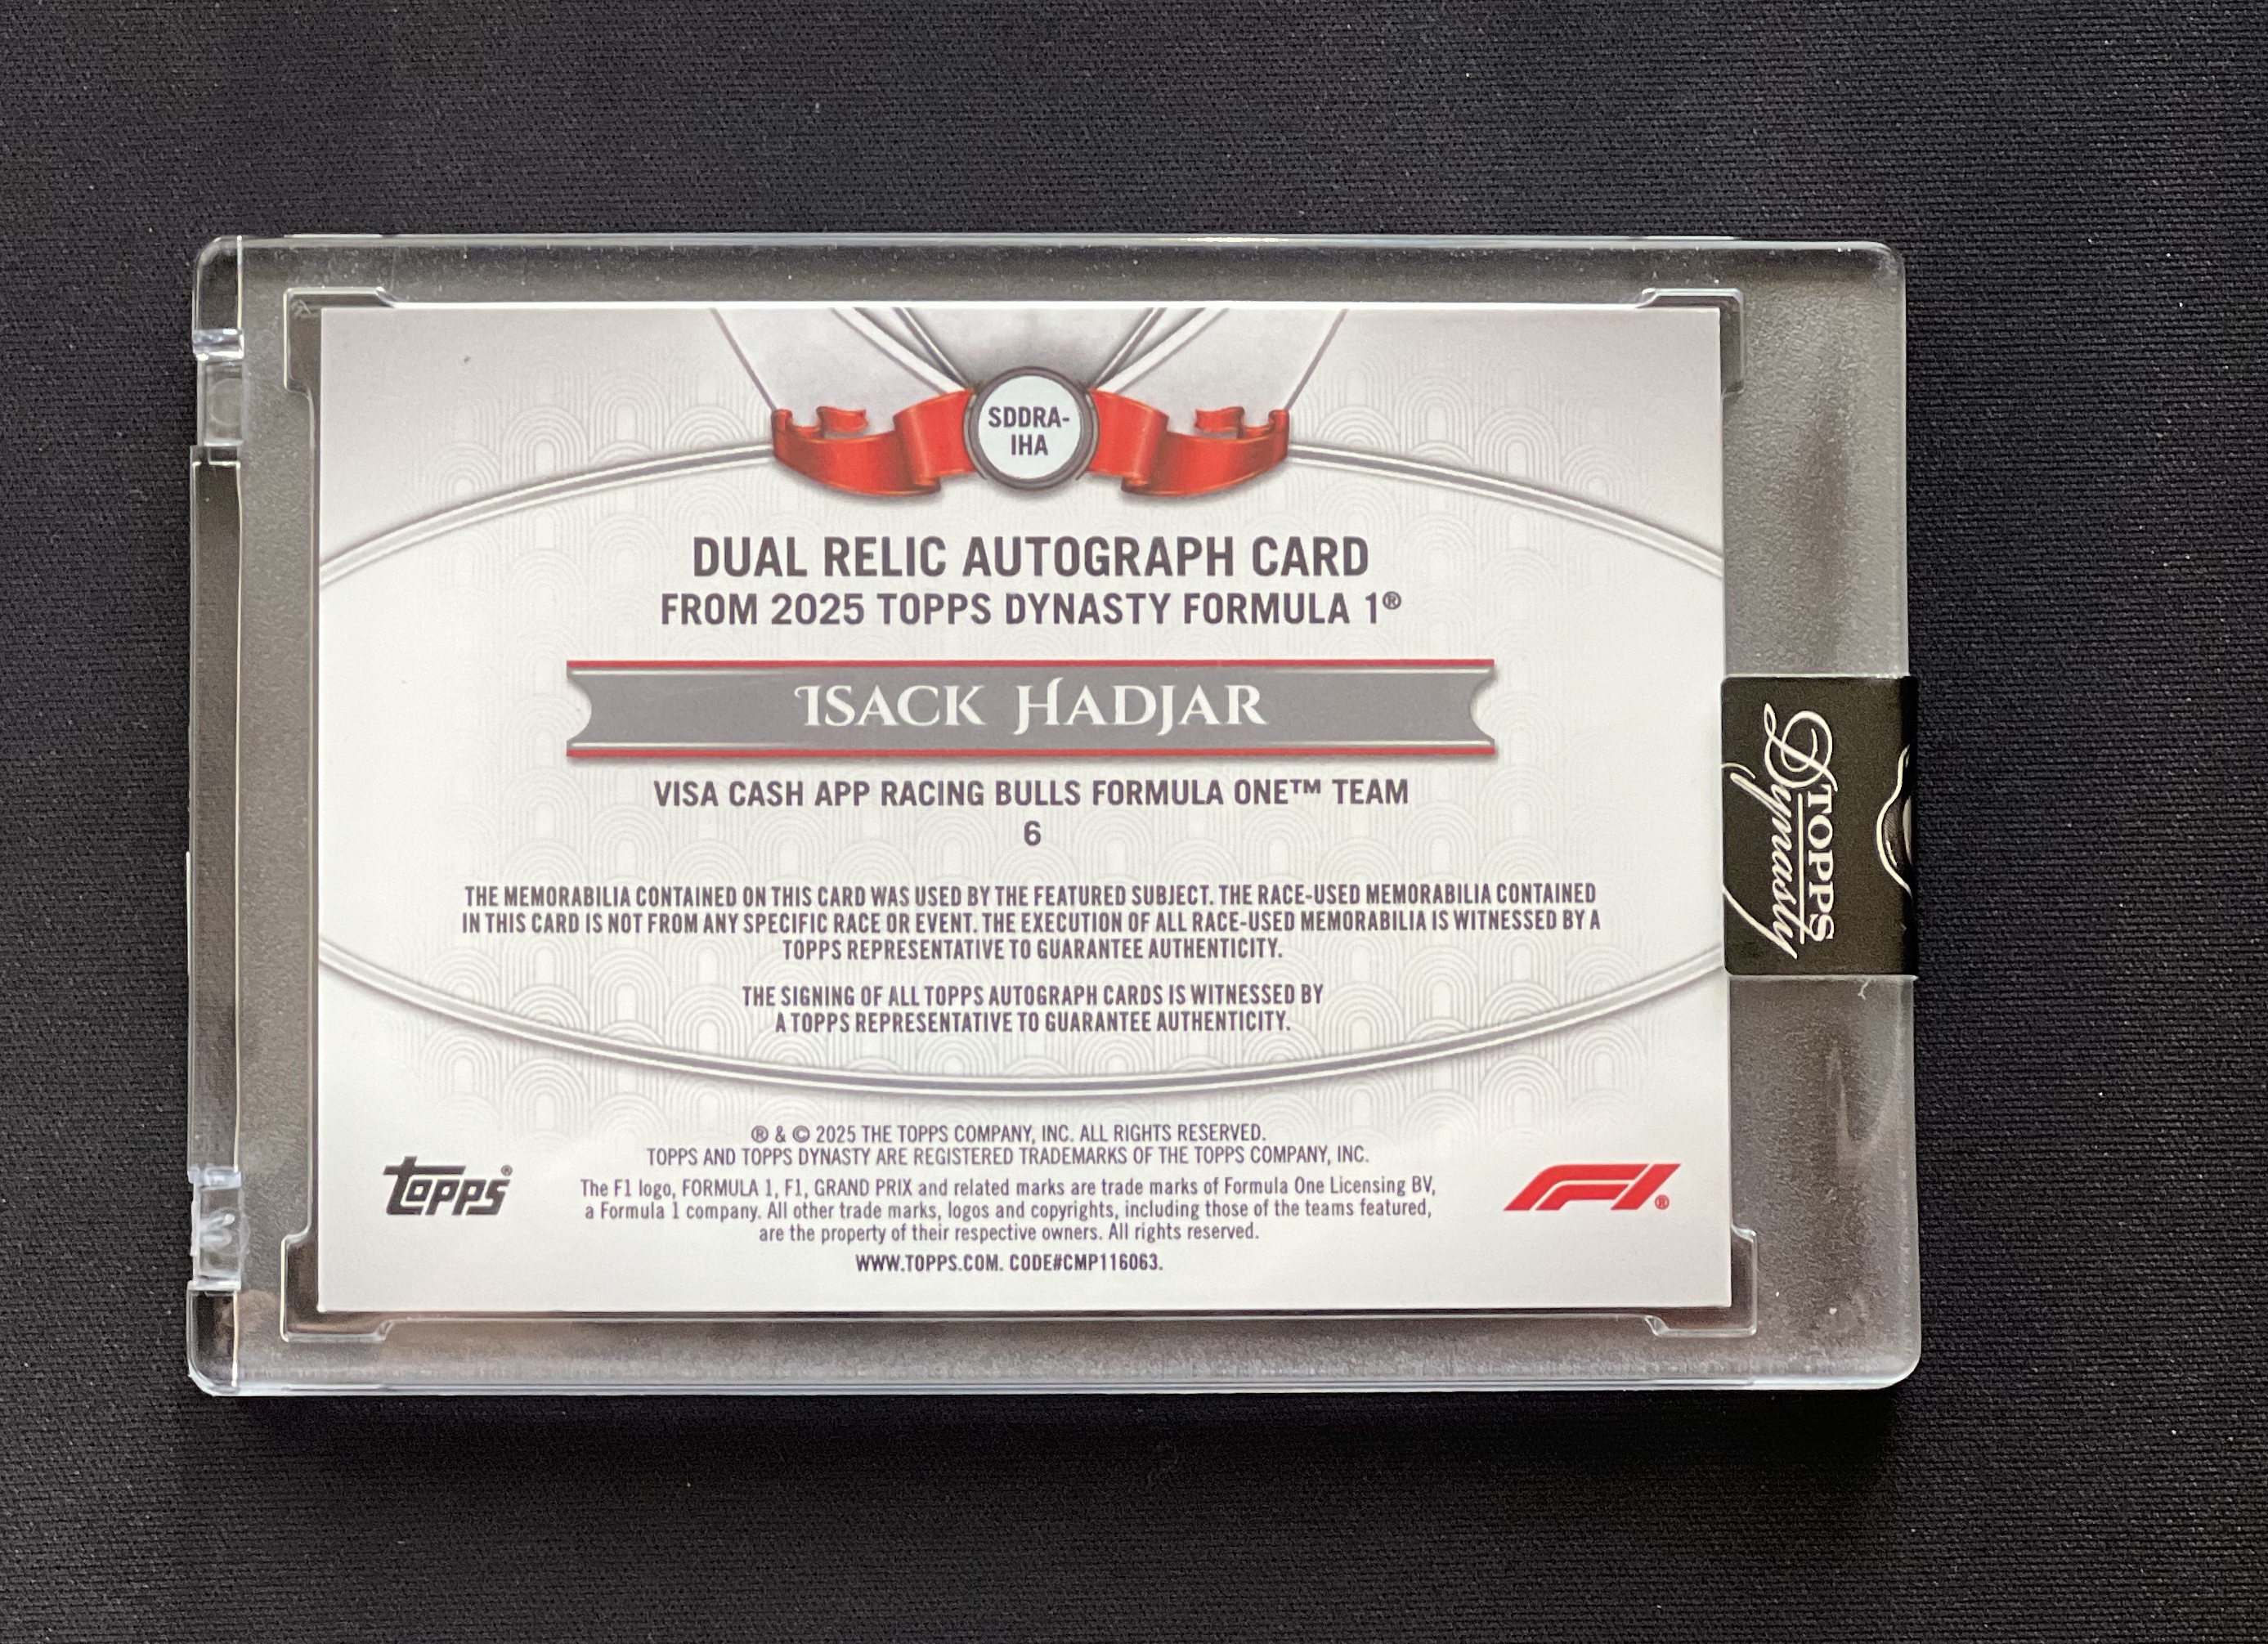 SDDRA-
IHA
DUAL RELIC AUTOGRAPH CARD
FROM 2025 TOPPS DYNASTY FORMULA 1®
ISACK HADJAR
VISA CASH APP RACING BULLS FORMULA ONE™ TEAM
6
THE MEMORABILIA CONTAINED ON THIS CARD WAS USED BY THE FEATURED SUBJECT. THE RACE-USED MEMORABILIA CONTAINED
IN THIS CARD IS NOT FROM ANY SPECIFIC RACE OR EVENT. THE EXECUTION OF ALL RACE-USED MEMORABILIA IS WITNESSED BY A
TOPPS REPRESENTATIVE TO GUARANTEE AUTHENTICITY.
THE SIGNING OF ALL TOPPS AUTOGRAPH CARDS IS WITNESSED BY
A TOPPS REPRESENTATIVE TO GUARANTEE AUTHENTICITY.
® & © 2025 THE TOPPS COMPANY, INC. ALL RIGHTS RESERVED.
TOPPS AND TOPPS DYNASTY ARE REGISTERED TRADEMARKS OF THE TOPPS COMPANY, INC.
The F1 logo, FORMULA 1, F1, GRAND PRIX and related marks are trade marks of Formula One Licensing BV,
a Formula 1 company. All other trade marks, logos and copyrights, including those of the teams featured,
are the property of their respective owners. All rights reserved.
WWW.TOPPS.COM. CODE#CMP116063.
topps®
F1®
TOPPS
Dynasty